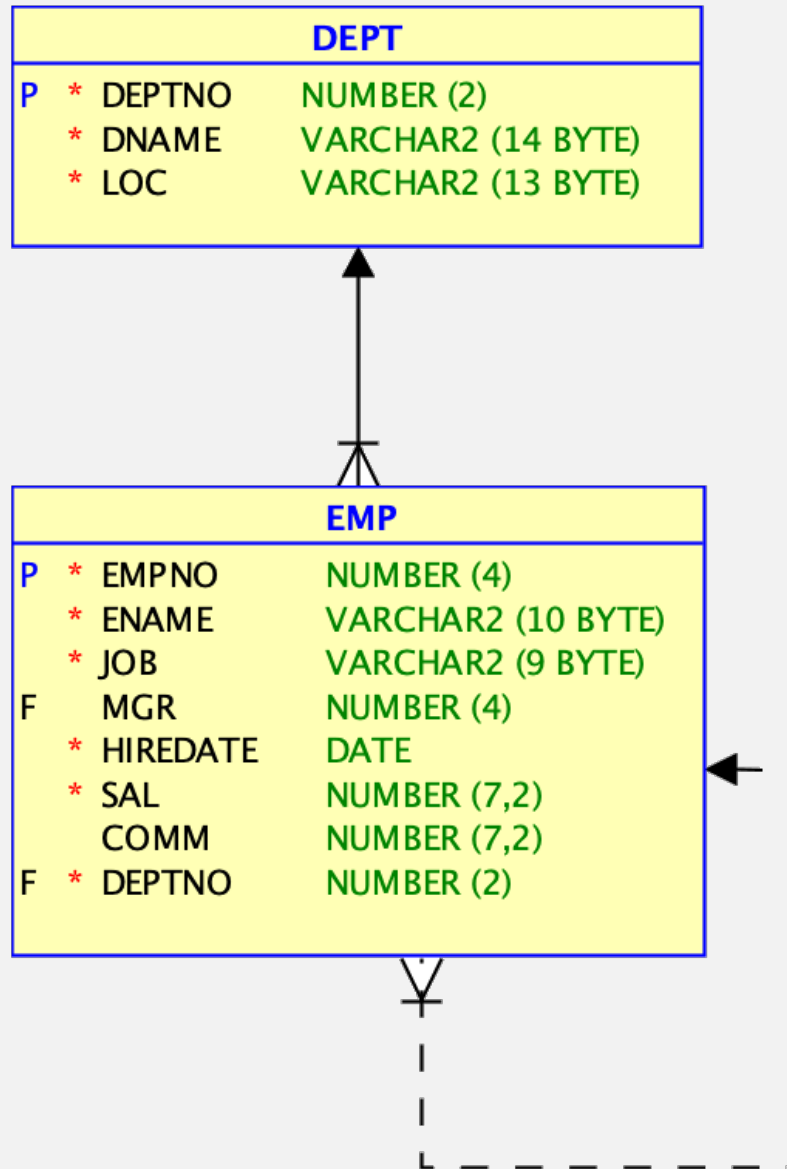 DEPT
P * DEPTNO NUMBER (2)
* DNAME VARCHAR2 (14 BYTE)
* LOC VARCHAR2 (13 BYTE)
EMP
P * EMPNO NUMBER (4)
* ENAME VARCHAR2 (10 BYTE)
* JOB VARCHAR2 (9 BYTE)
F MGR NUMBER (4)
* HIREDATE DATE
* SAL NUMBER (7,2)
COMM NUMBER (7,2)
F * DEPTNO NUMBER (2)